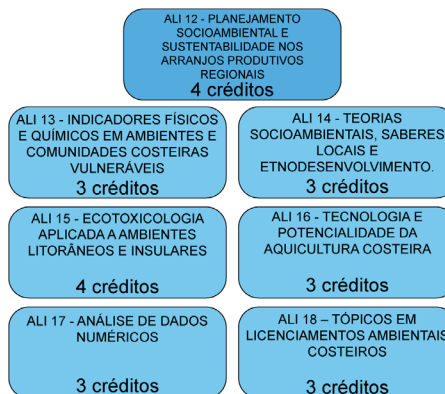 ALI 12 - PLANEJAMENTO
SOCIOAMBIENTAL E
SUSTENTABILIDADE NOS
ARRANJOS PRODUTIVOS
REGIONAIS
4 créditos
ALI 13 - INDICADORES FÍSICOS
E QUÍMICOS EM AMBIENTES E
COMUNIDADES COSTEIRAS
VULNERÁVEIS
3 créditos
ALI 14 - TEORIAS
SOCIOAMBIENTAIS, SABERES
LOCAIS E
ETNODESENVOLVIMENTO.
3 créditos
ALI 15 - ECOTOXICOLOGIA
APLICADA A AMBIENTES
LITORÂNEOS E INSULARES
4 créditos
ALI 16 - TECNOLOGIA E
POTENCIALIDADE DA
AQUICULTURA COSTEIRA
3 créditos
ALI 17 - ANÁLISE DE DADOS
NUMÉRICOS
3 créditos
ALI 18 – TÓPICOS EM
LICENCIAMENTOS AMBIENTAIS
COSTEIROS
3 créditos